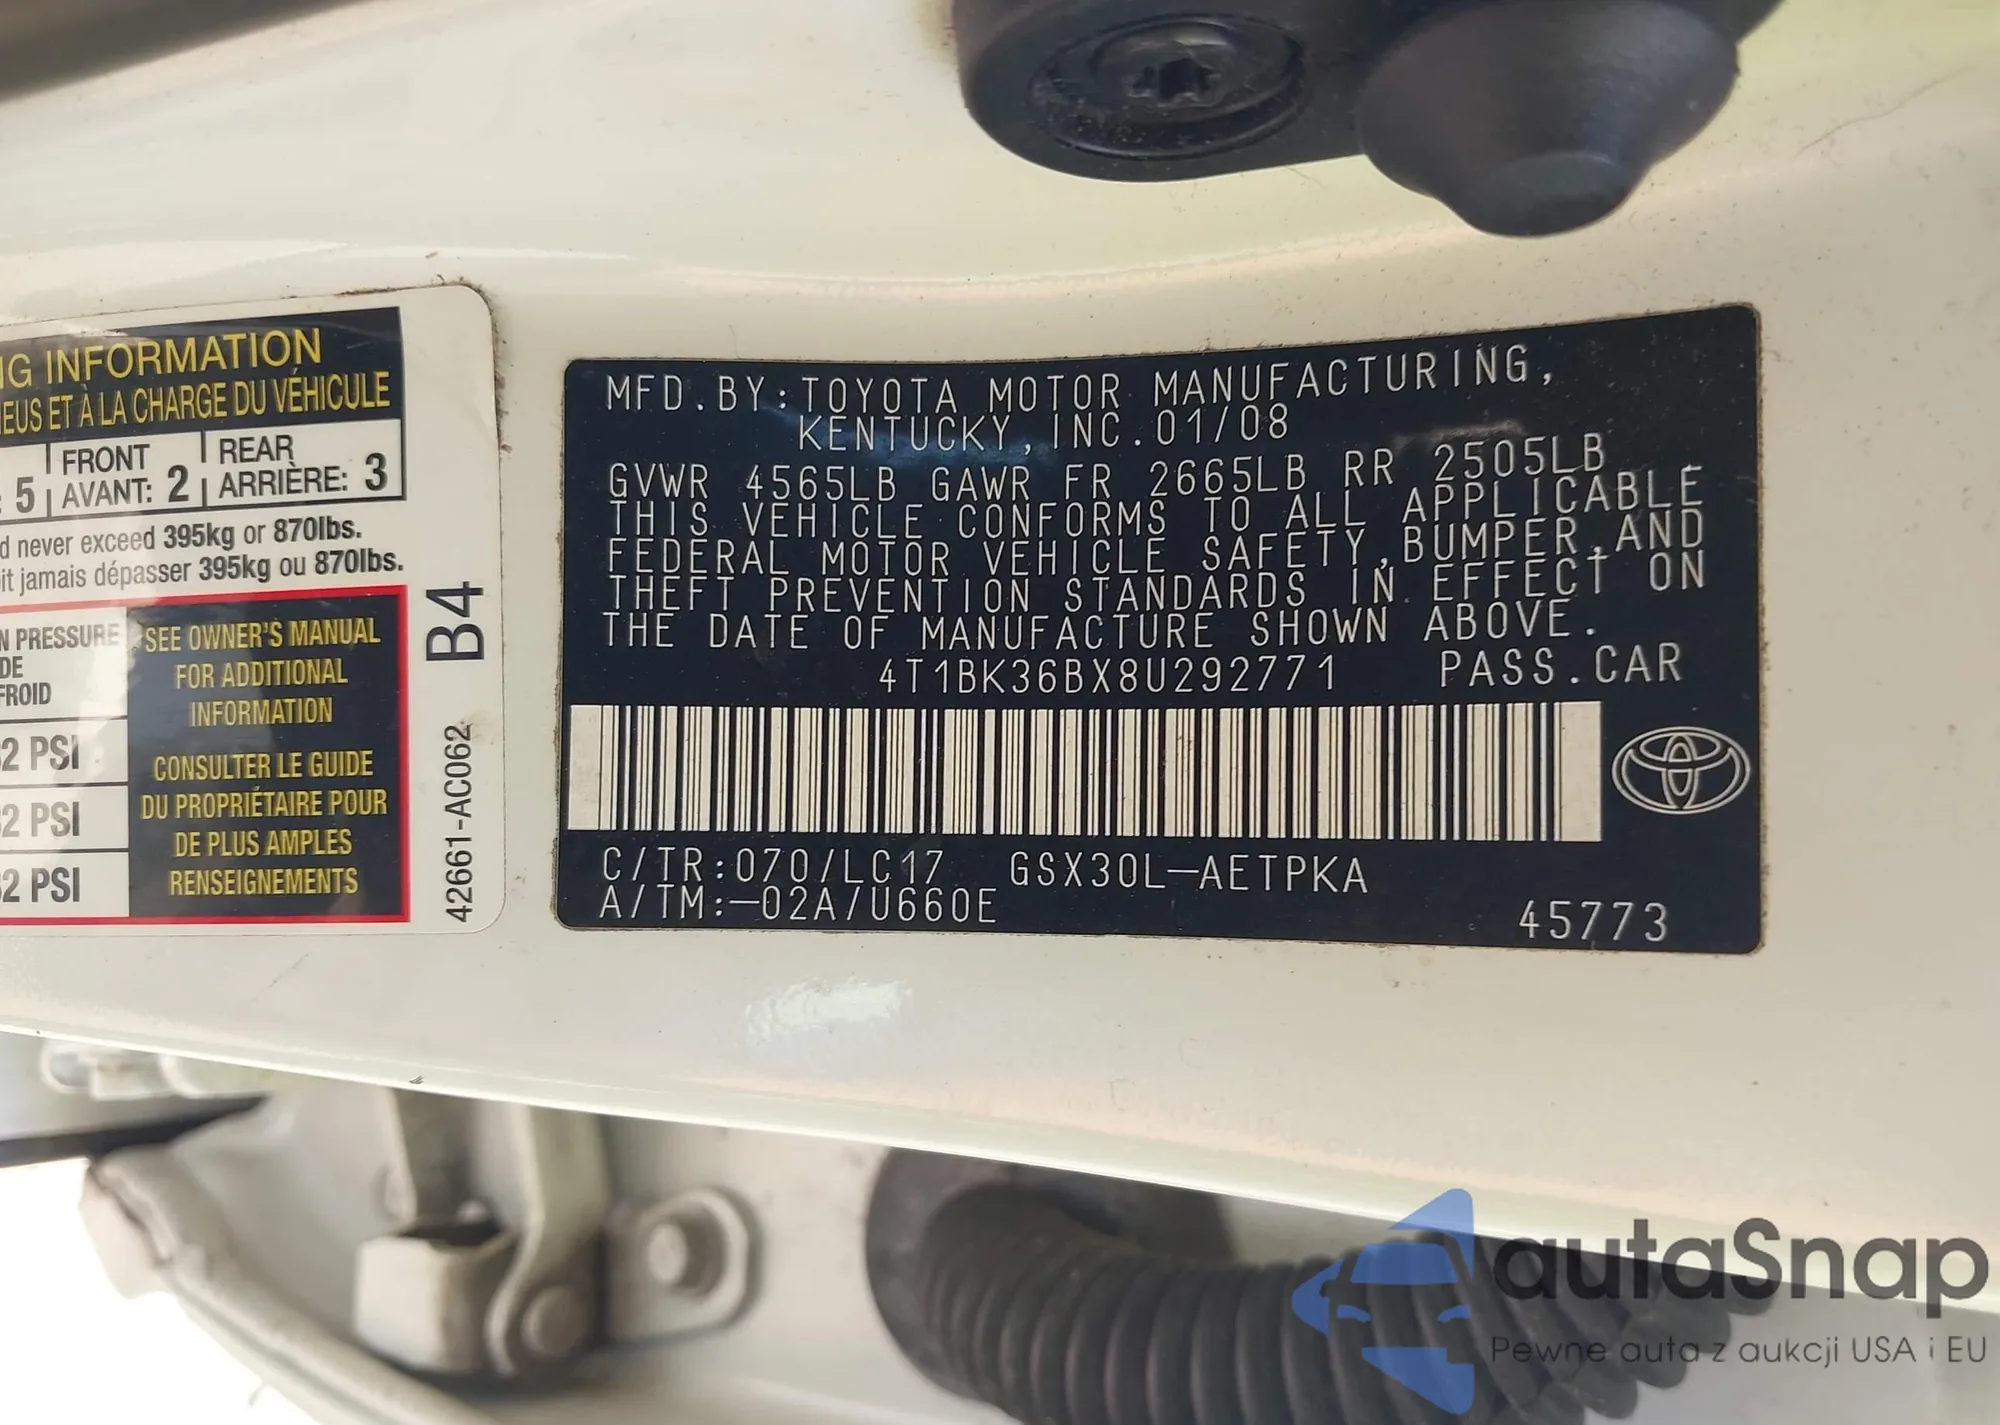 NG INFORMATION
EUS ET À LA CHARGE DU VÉHICULE
: 5
FRONT
AVANT: 2
REAR
ARRIÈRE: 3
d never exceed 395kg or 870lbs.
it jamais dépasser 395kg ou 870lbs.
N PRESSURE
DE
FROID
2 PSI
2 PSI
2 PSI
SEE OWNER'S MANUAL
FOR ADDITIONAL
INFORMATION
CONSULTER LE GUIDE
DU PROPRIÉTAIRE POUR
DE PLUS AMPLES
RENSEIGNEMENTS
B4
42661-AC062
MFD.BY:TOYOTA MOTOR MANUFACTURING,
KENTUCKY,INC.01/08
GVWR 4565LB GAWR FR 2665LB RR 2505LB
THIS VEHICLE CONFORMS TO ALL APPLICABLE
FEDERAL MOTOR VEHICLE SAFETY,BUMPER,AND
THEFT PREVENTION STANDARDS IN EFFECT ON
THE DATE OF MANUFACTURE SHOWN ABOVE.
4T1BK36BX8U292771 PASS.CAR
C/TR:070/LC17 GSX30L-AETPKA
A/TM:-02A/U660E
45773
autaSnap
Pewne auta z aukcji USA i EU